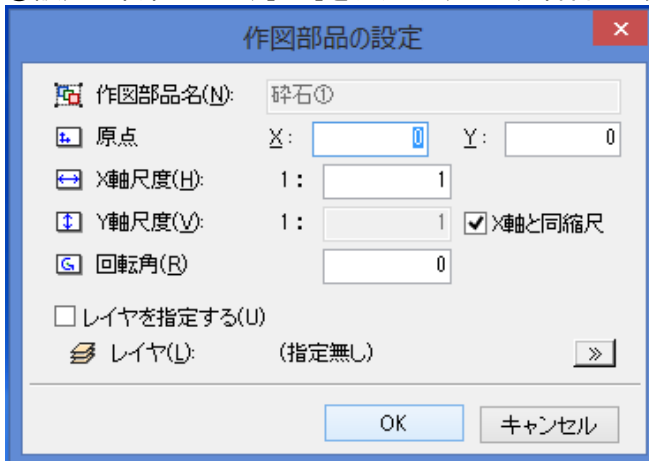 作図部品の設定
作図部品名(N): 砕石①
原点 X: 0 Y: 0
X軸尺度(H): 1: 1
Y軸尺度(V): 1: 1 X軸と同縮尺
回転角(R) 0
レイヤを指定する(U)
レイヤ(L): (指定無し) »
OK キャンセル